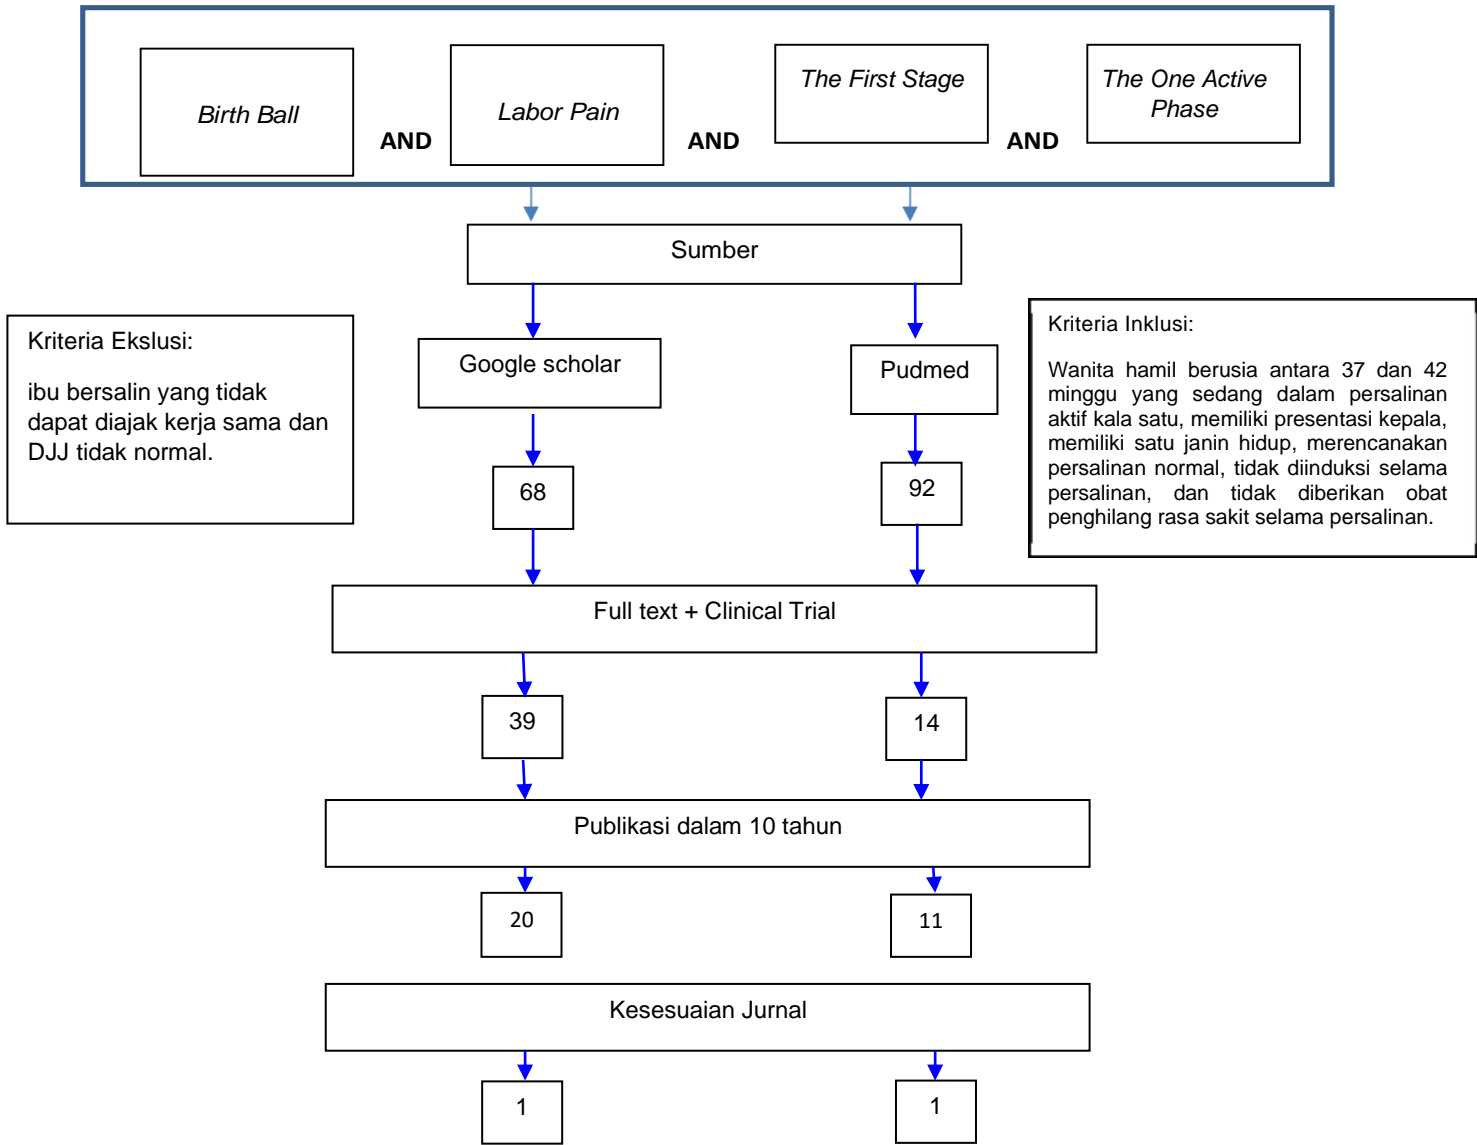 Birth Ball
AND
Labor Pain
AND
The First Stage
AND
The One Active
Phase
Sumber
Kriteria Ekslusi:
ibu bersalin yang tidak
dapat diajak kerja sama dan
DJJ tidak normal.
Google scholar
Pudmed
Kriteria Inklusi:
Wanita hamil berusia antara 37 dan 42
minggu yang sedang dalam persalinan
aktif kala satu, memiliki presentasi kepala,
memiliki satu janin hidup, merencanakan
persalinan normal, tidak diinduksi selama
persalinan, dan tidak diberikan obat
penghilang rasa sakit selama persalinan.
68
92
Full text + Clinical Trial
39
14
Publikasi dalam 10 tahun
20
11
Kesesuaian Jurnal
1
1